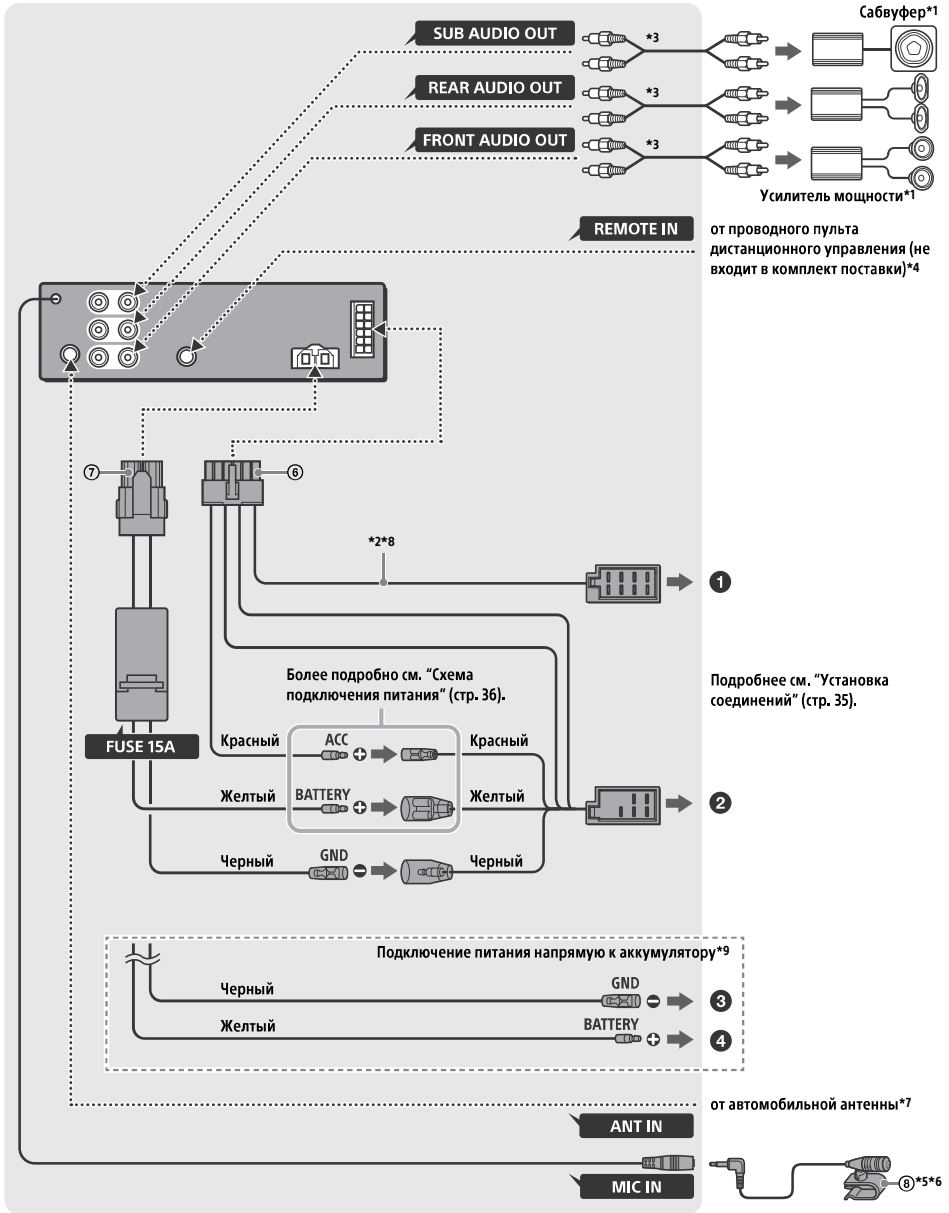 Сабвуфер*1
SUB AUDIO OUT
*3
REAR AUDIO OUT
*3
FRONT AUDIO OUT
*3
Усилитель мощности*1
REMOTE IN
от проводного пульта
дистанционного управления (не
входит в комплект поставки)*4
⑦
⑥
*2*8
❶
Более подробно см. “Схема
подключения питания” (стр. 36).
Подробнее см. “Установка
соединений” (стр. 35).
FUSE 15A
Красный
ACC
Красный
Желтый
BATTERY
Желтый
❷
Черный
GND
Черный
Подключение питания напрямую к аккумулятору*9
Черный
GND
❸
Желтый
BATTERY
❹
от автомобильной антенны*7
ANT IN
MIC IN
⑧*5*6